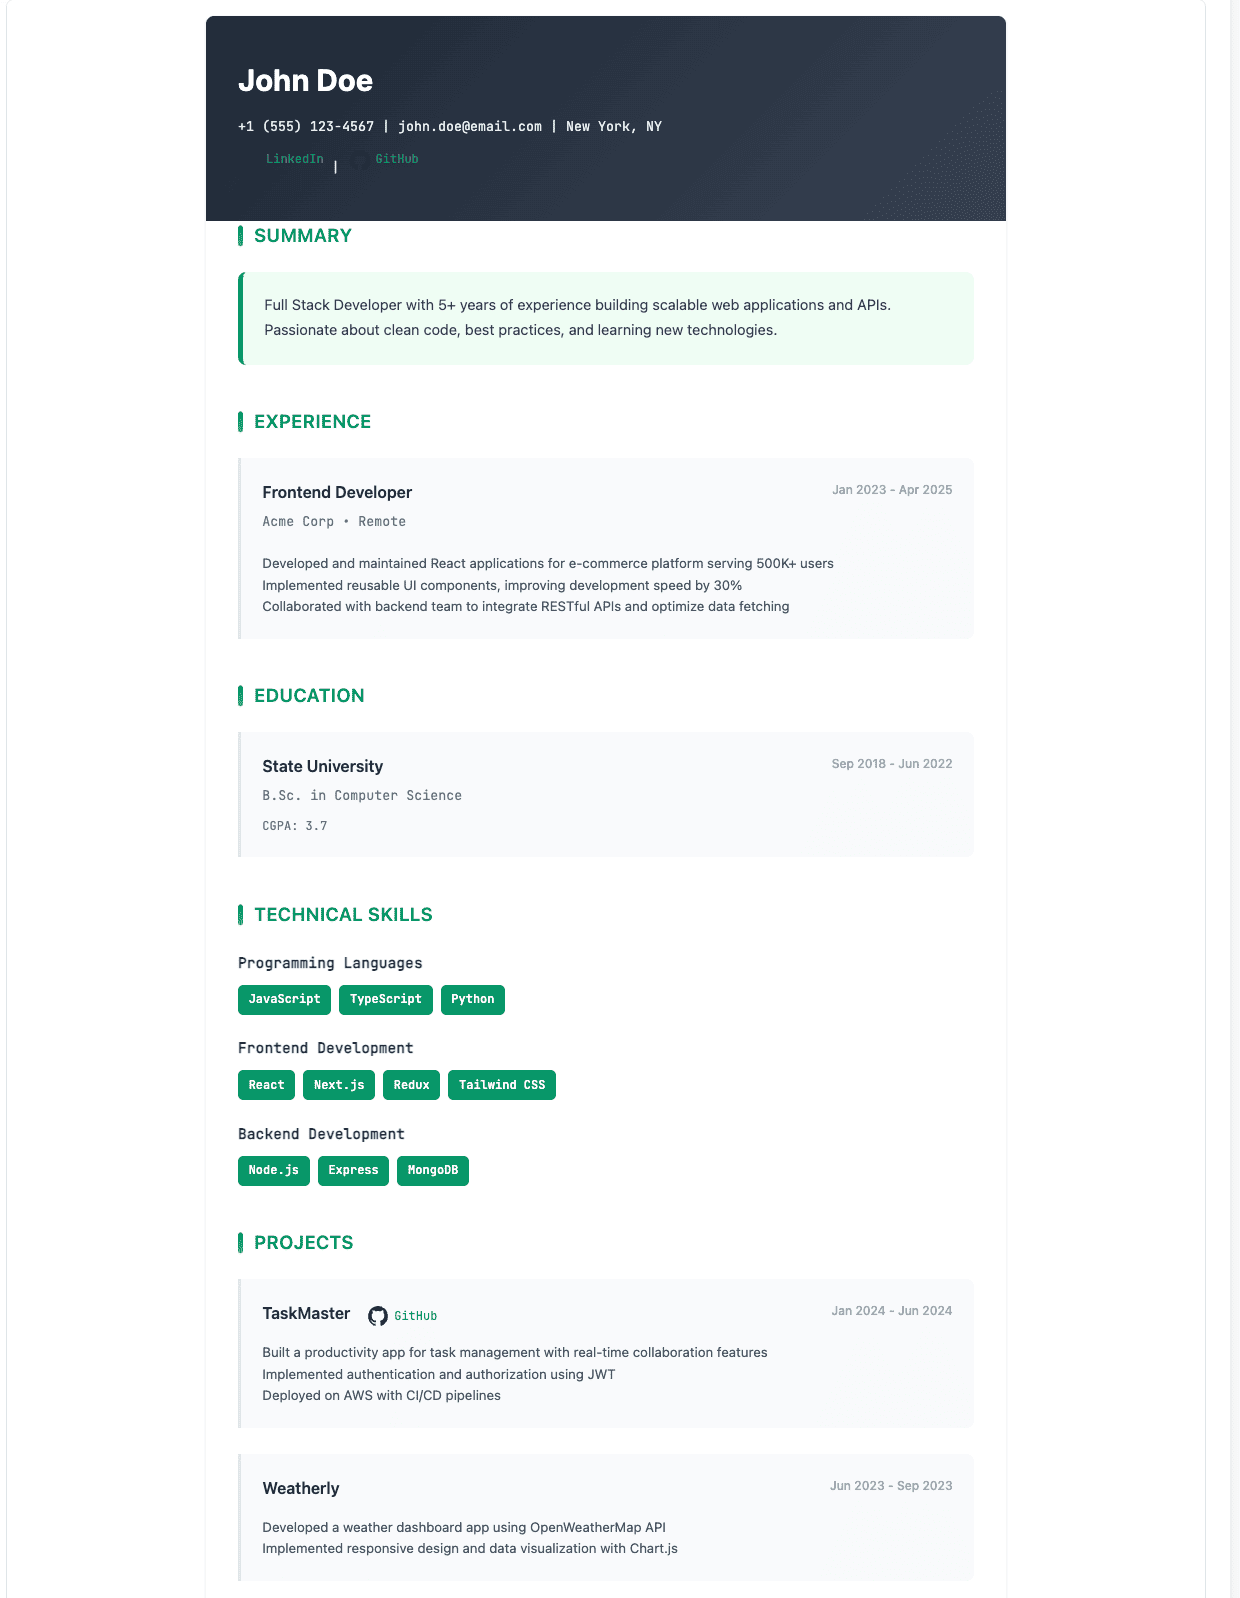 John Doe
+1 (555) 123-4567 | john.doe@email.com | New York, NY
LinkedIn | GitHub
SUMMARY
Full Stack Developer with 5+ years of experience building scalable web applications and APIs.
Passionate about clean code, best practices, and learning new technologies.
EXPERIENCE
Frontend Developer Jan 2023 - Apr 2025
Acme Corp • Remote
Developed and maintained React applications for e-commerce platform serving 500K+ users
Implemented reusable UI components, improving development speed by 30%
Collaborated with backend team to integrate RESTful APIs and optimize data fetching
EDUCATION
State University Sep 2018 - Jun 2022
B.Sc. in Computer Science
CGPA: 3.7
TECHNICAL SKILLS
Programming Languages
JavaScript TypeScript Python
Frontend Development
React Next.js Redux Tailwind CSS
Backend Development
Node.js Express MongoDB
PROJECTS
TaskMaster GitHub Jan 2024 - Jun 2024
Built a productivity app for task management with real-time collaboration features
Implemented authentication and authorization using JWT
Deployed on AWS with CI/CD pipelines
Weatherly Jun 2023 - Sep 2023
Developed a weather dashboard app using OpenWeatherMap API
Implemented responsive design and data visualization with Chart.js